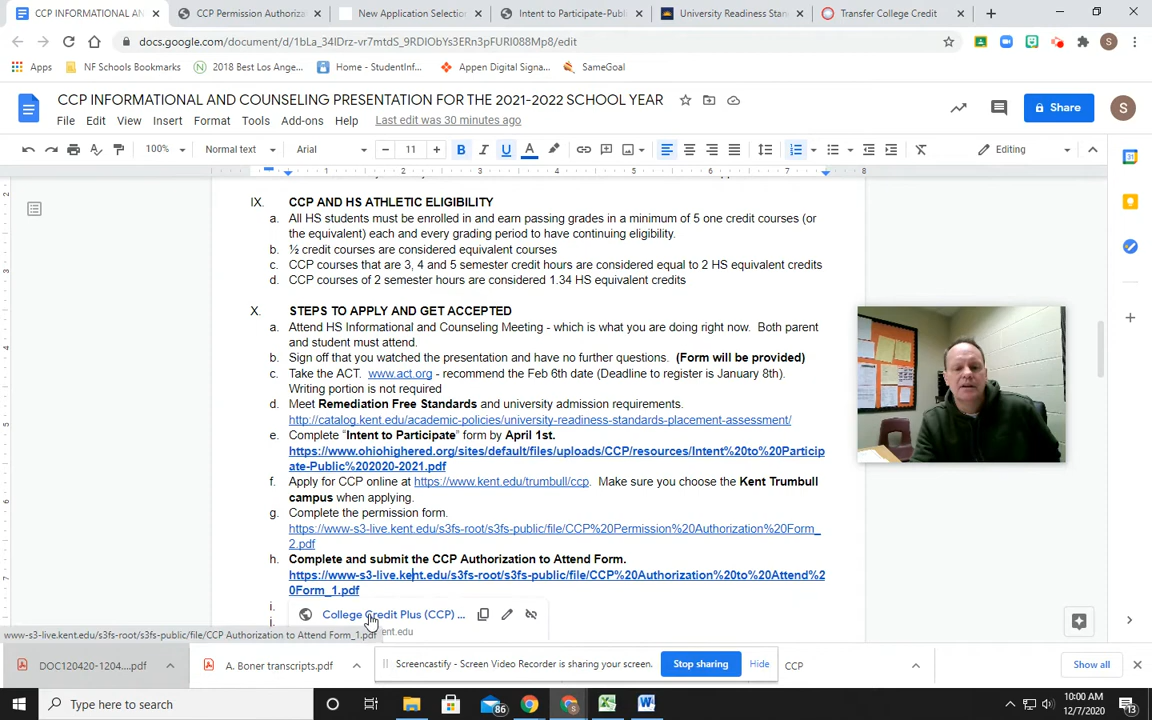 CCP INFORMATIONAL AN
CCP Permission Authoriza
New Application Selectio
Intent to Participate-Publ
University Readiness Stan
Transfer College Credit
docs.google.com/document/d/1bLa_34IDrz-vr7mtdS_9RDIObYs3ERn3pFURI088Mp8/edit
S
Apps
NF Schools Bookmarks
2018 Best Los Ange...
Home - StudentInf...
Appen Digital Signa...
SameGoal
CCP INFORMATIONAL AND COUNSELING PRESENTATION FOR THE 2021-2022 SCHOOL YEAR
Share
S
File Edit View Insert Format Tools Add-ons Help Last edit was 30 minutes ago
100% Normal text Arial 11 B I U A Editing
1 2 3 4 5 6 7 8
IX. CCP AND HS ATHLETIC ELIGIBILITY
a. All HS students must be enrolled in and earn passing grades in a minimum of 5 one credit courses (or
the equivalent) each and every grading period to have continuing eligibility.
b. ½ credit courses are considered equivalent courses
c. CCP courses that are 3, 4 and 5 semester credit hours are considered equal to 2 HS equivalent credits
d. CCP courses of 2 semester hours are considered 1.34 HS equivalent credits
X. STEPS TO APPLY AND GET ACCEPTED
a. Attend HS Informational and Counseling Meeting - which is what you are doing right now. Both parent
and student must attend.
b. Sign off that you watched the presentation and have no further questions. (Form will be provided)
c. Take the ACT. www.act.org - recommend the Feb 6th date (Deadline to register is January 8th).
Writing portion is not required
d. Meet Remediation Free Standards and university admission requirements.
http://catalog.kent.edu/academic-policies/university-readiness-standards-placement-assessment/
e. Complete “Intent to Participate” form by April 1st.
https://www.ohiohighered.org/sites/default/files/uploads/CCP/resources/Intent%20to%20Particip
ate-Public%202020-2021.pdf
f. Apply for CCP online at https://www.kent.edu/trumbull/ccp. Make sure you choose the Kent Trumbull
campus when applying.
g. Complete the permission form.
https://www-s3-live.kent.edu/s3fs-root/s3fs-public/file/CCP%20Permission%20Authorization%20Form_
2.pdf
h. Complete and submit the CCP Authorization to Attend Form.
https://www-s3-live.kent.edu/s3fs-root/s3fs-public/file/CCP%20Authorization%20to%20Attend%2
0Form_1.pdf
i.
College Credit Plus (CCP) ...
ent.edu
www-s3-live.kent.edu/s3fs-root/s3fs-public/file/CCP Authorization to Attend Form_1.pdf
DOC120420-1204....pdf
A. Boner transcripts.pdf
Screencastify - Screen Video Recorder is sharing your screen.
Stop sharing
Hide
CCP
Show all
Type here to search
86
10:00 AM
12/7/2020
13